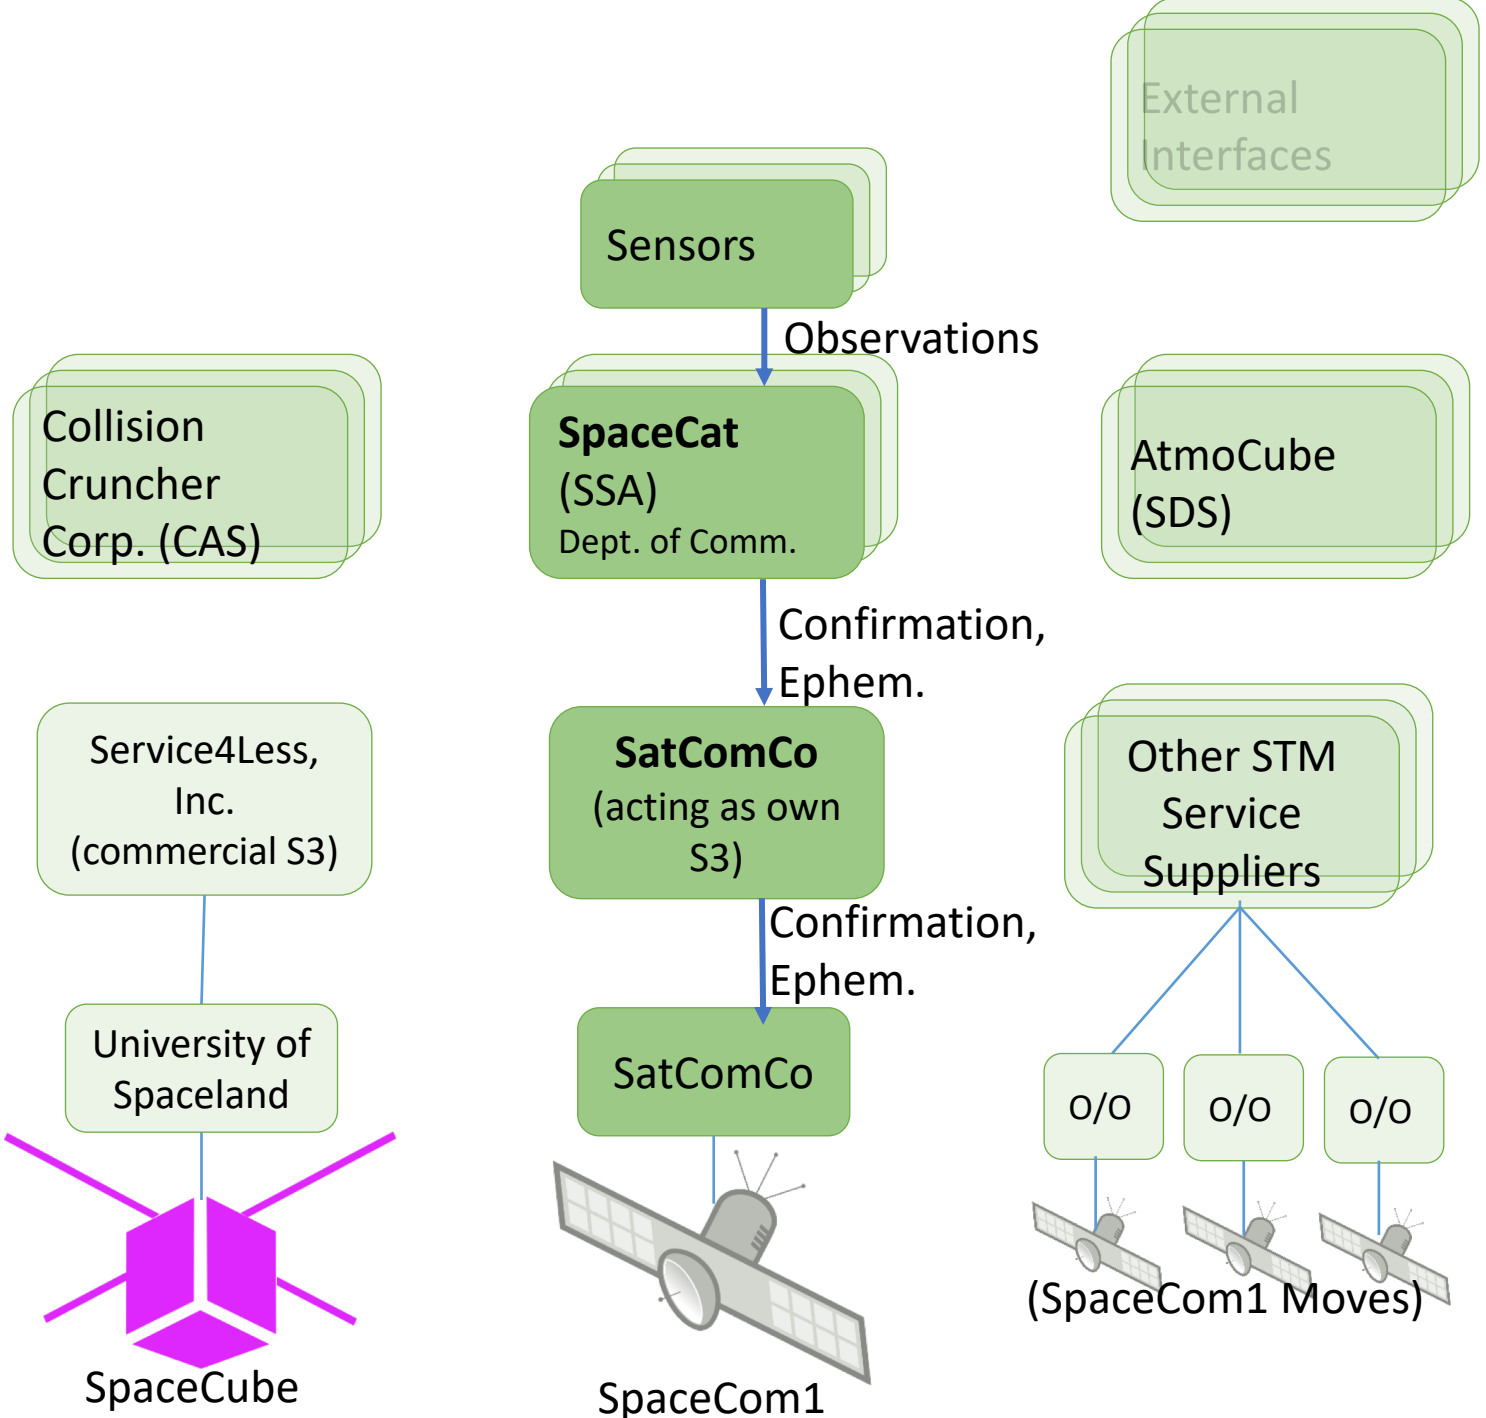 External
Interfaces
Sensors
Observations
Collision
Cruncher
Corp. (CAS)
SpaceCat
(SSA)
Dept. of Comm.
AtmoCube
(SDS)
Confirmation,
Ephem.
Service4Less,
Inc.
(commercial S3)
SatComCo
(acting as own
S3)
Other STM
Service
Suppliers
Confirmation,
Ephem.
University of
Spaceland
SatComCo
O/O
O/O
O/O
(SpaceCom1 Moves)
SpaceCube
SpaceCom1